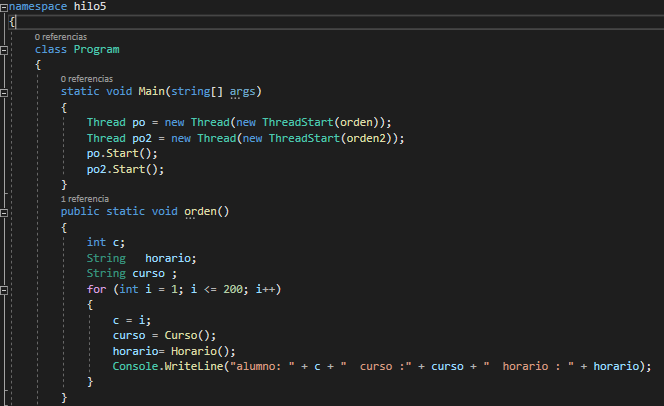 namespace hilo5
{
0 referencias
class Program
{
0 referencias
static void Main(string[] args)
{
Thread po = new Thread(new ThreadStart(orden));
Thread po2 = new Thread(new ThreadStart(orden2));
po.Start();
po2.Start();
}
1 referencia
public static void orden()
{
int c;
String   horario;
String curso ;
for (int i = 1; i <= 200; i++)
{
c = i;
curso = Curso();
horario= Horario();
Console.WriteLine("alumno: " + c + "  curso :" + curso + "  horario : " + horario);
}
}